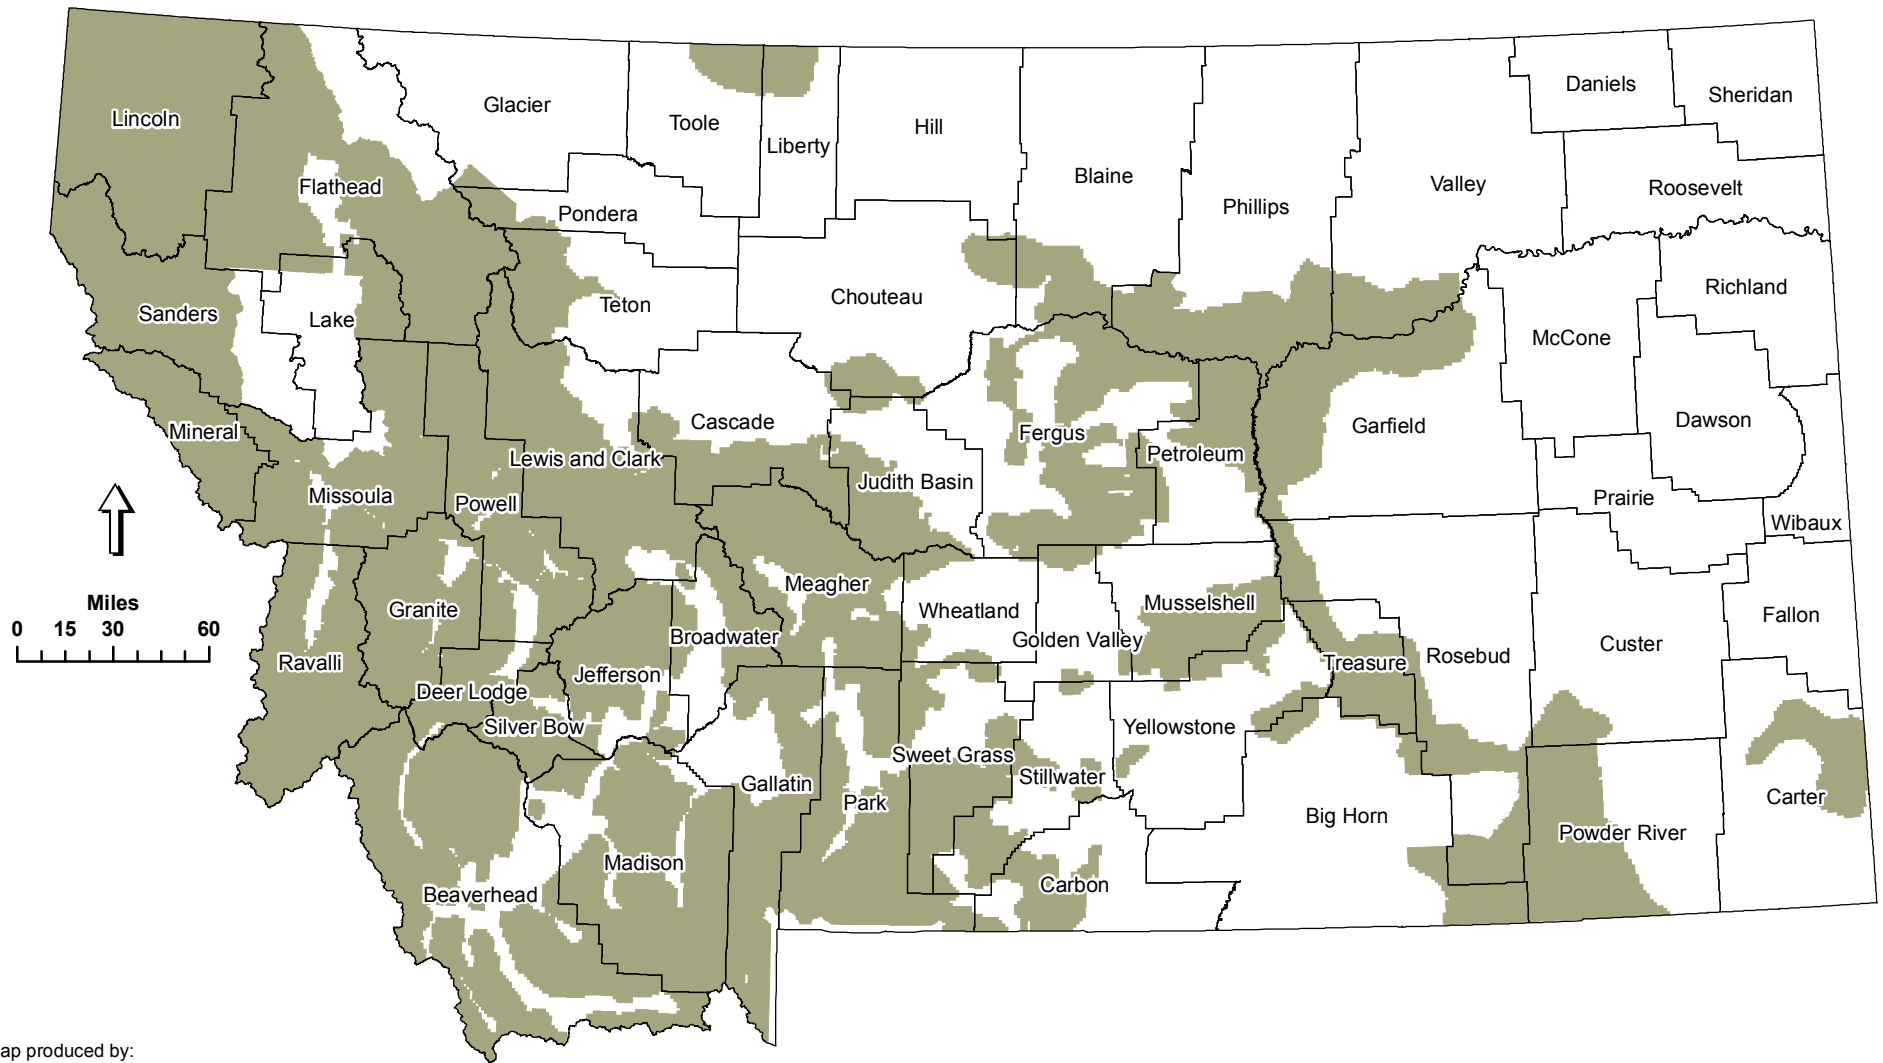 Daniels
Sheridan
Glacier
Lincoln
Toole
Hill
Liberty
Blaine
Valley
Flathead
Roosevelt
Phillips
Pondera
Richland
Chouteau
Teton
Sanders
Lake
McCone
Dawson
Cascade
Garfield
Mineral
Fergus
Petroleum
Lewis and Clark
Judith Basin
Missoula
Powell
Prairie
Wibaux
Meagher
Miles
0 15 30 60
Granite
Wheatland
Musselshell
Fallon
Broadwater
Golden Valley
Custer
Ravalli
Treasure
Rosebud
Jefferson
Deer Lodge
Silver Bow
Yellowstone
Sweet Grass
Stillwater
Gallatin
Park
Carter
Big Horn
Powder River
Madison
Carbon
Beaverhead
ap produced by: